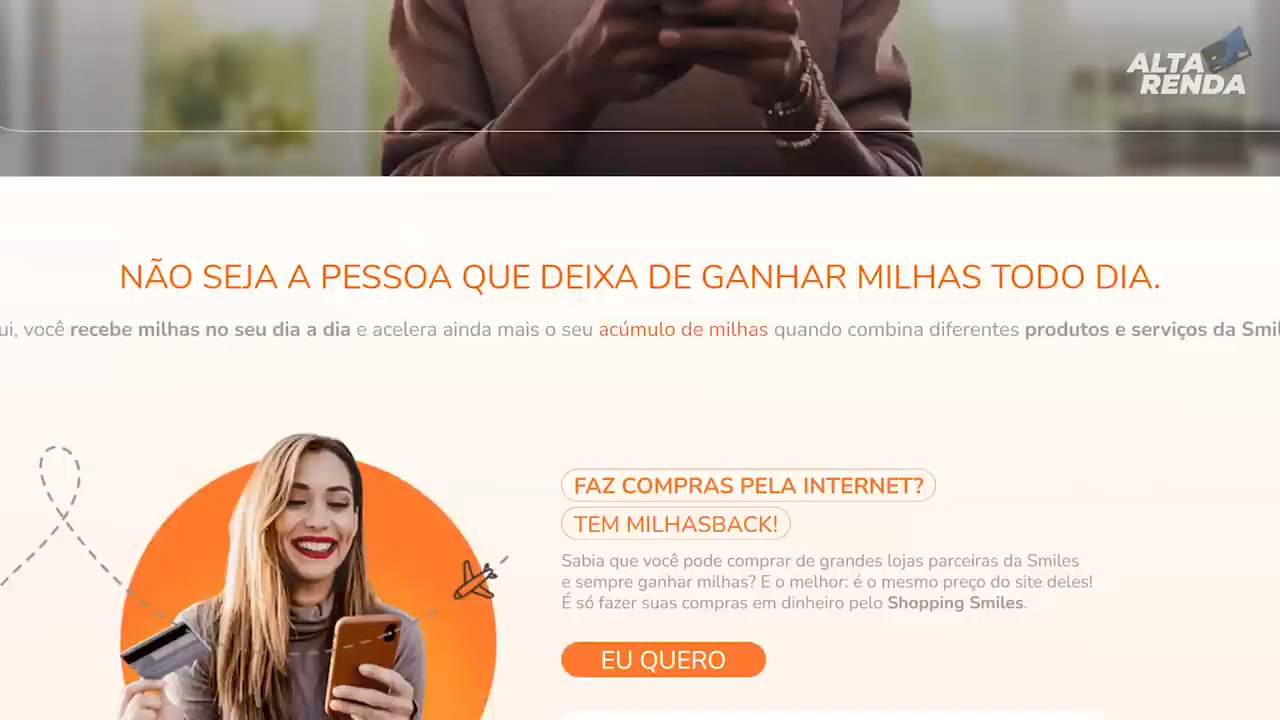 ALTA
RENDA
NÃO SEJA A PESSOA QUE DEIXA DE GANHAR MILHAS TODO DIA.
ui, você recebe milhas no seu dia a dia e acelera ainda mais o seu acúmulo de milhas quando combina diferentes produtos e serviços da Smil
FAZ COMPRAS PELA INTERNET?
TEM MILHASBACK!
Sabia que você pode comprar de grandes lojas parceiras da Smiles
e sempre ganhar milhas? E o melhor: é o mesmo preço do site deles!
É só fazer suas compras em dinheiro pelo Shopping Smiles.
EU QUERO